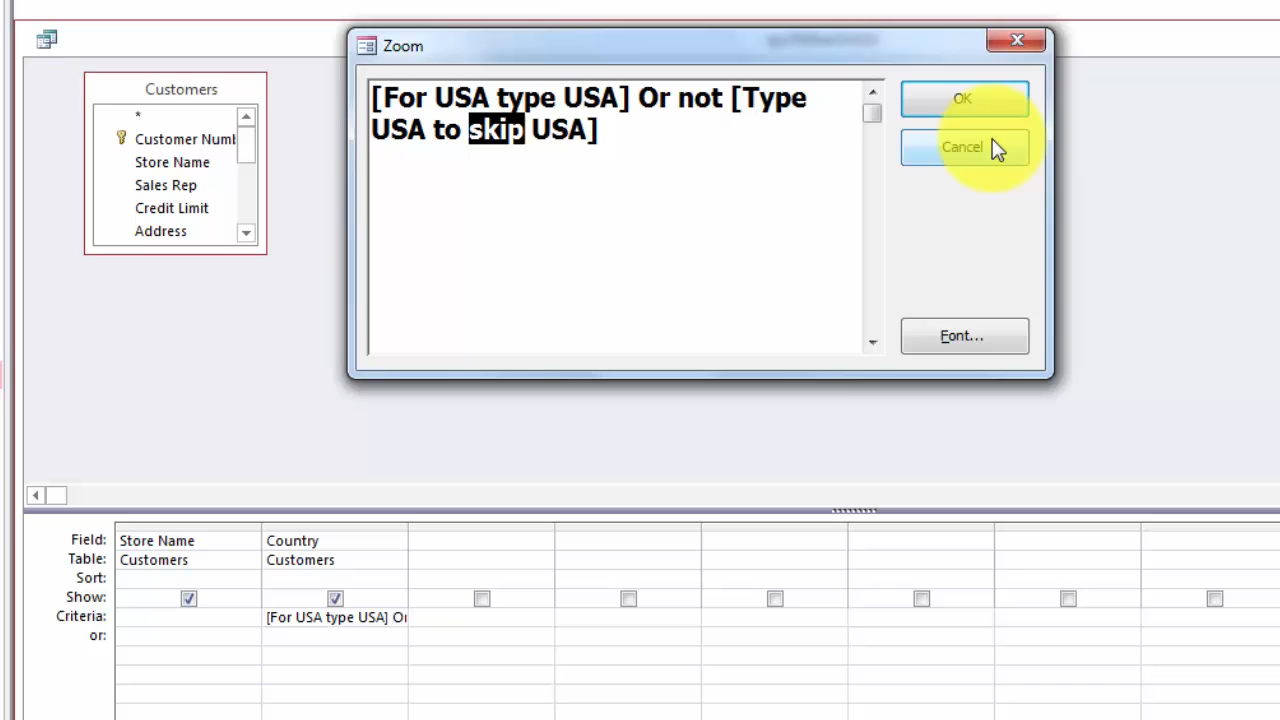 Zoom
[For USA type USA] Or not [Type
USA to skip USA]
OK
Cancel
Font...
Customers
*
Customer Numb
Store Name
Sales Rep
Credit Limit
Address
Field: Store Name Country
Table: Customers Customers
Sort:
Show:
Criteria: [For USA type USA] Or
or: